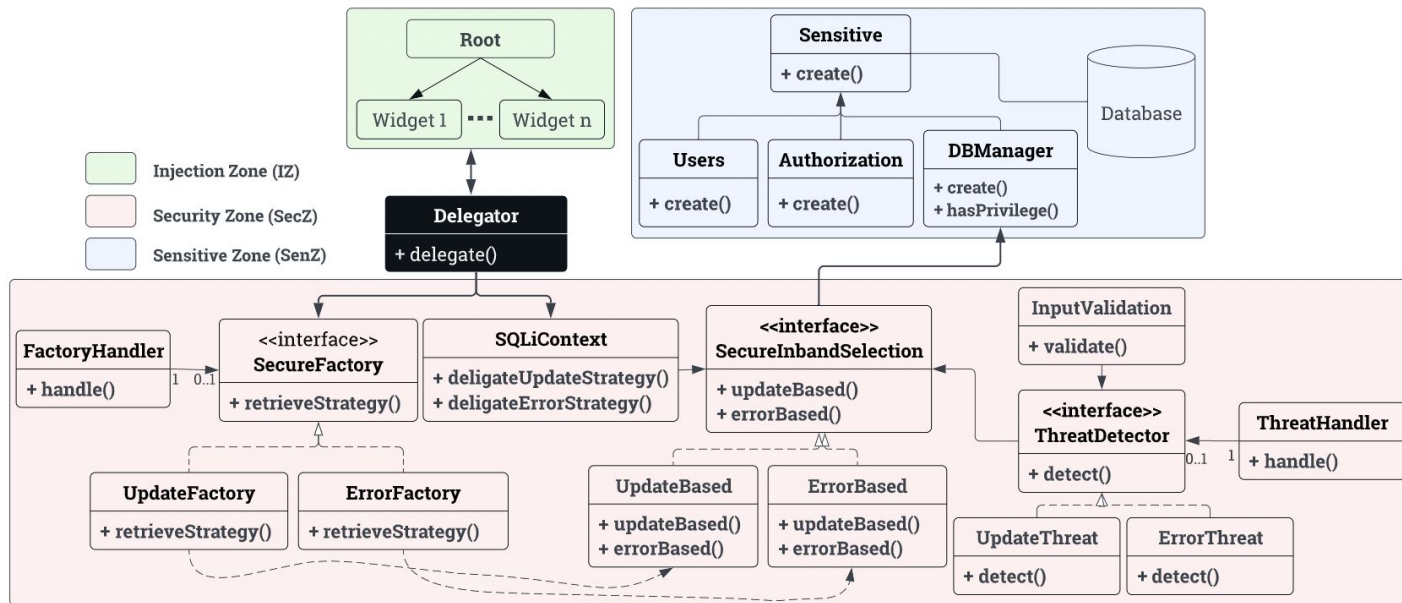 Root
Widget 1
Widget n
Injection Zone (IZ)
Security Zone (SecZ)
Sensitive Zone (SenZ)
Sensitive
+ create()
Database
Users
+ create()
Authorization
+ create()
DBManager
+ create()
+ hasPrivilege()
Delegator
+ delegate()
FactoryHandler
+ handle()
1
0..1
<<interface>>
SecureFactory
+ retrieveStrategy()
SQLiContext
+ deligateUpdateStrategy()
+ deligateErrorStrategy()
<<interface>>
SecureInbandSelection
+ updateBased()
+ errorBased()
InputValidation
+ validate()
<<interface>>
ThreatDetector
+ detect()
0..1
1
ThreatHandler
+ handle()
UpdateFactory
+ retrieveStrategy()
ErrorFactory
+ retrieveStrategy()
UpdateBased
+ updateBased()
+ errorBased()
ErrorBased
+ updateBased()
+ errorBased()
UpdateThreat
+ detect()
ErrorThreat
+ detect()